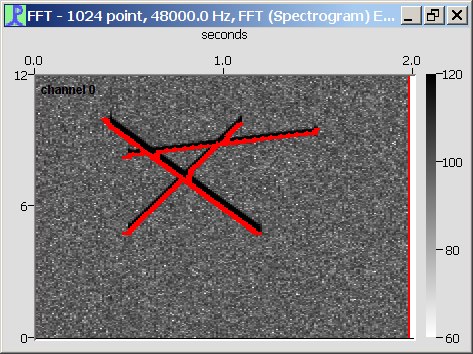 FFT - 1024 point, 48000.0 Hz, FFT (Spectrogram) E...
seconds
0.0 1.0 2.0
12 120
channel 0
100
6
80
0 60